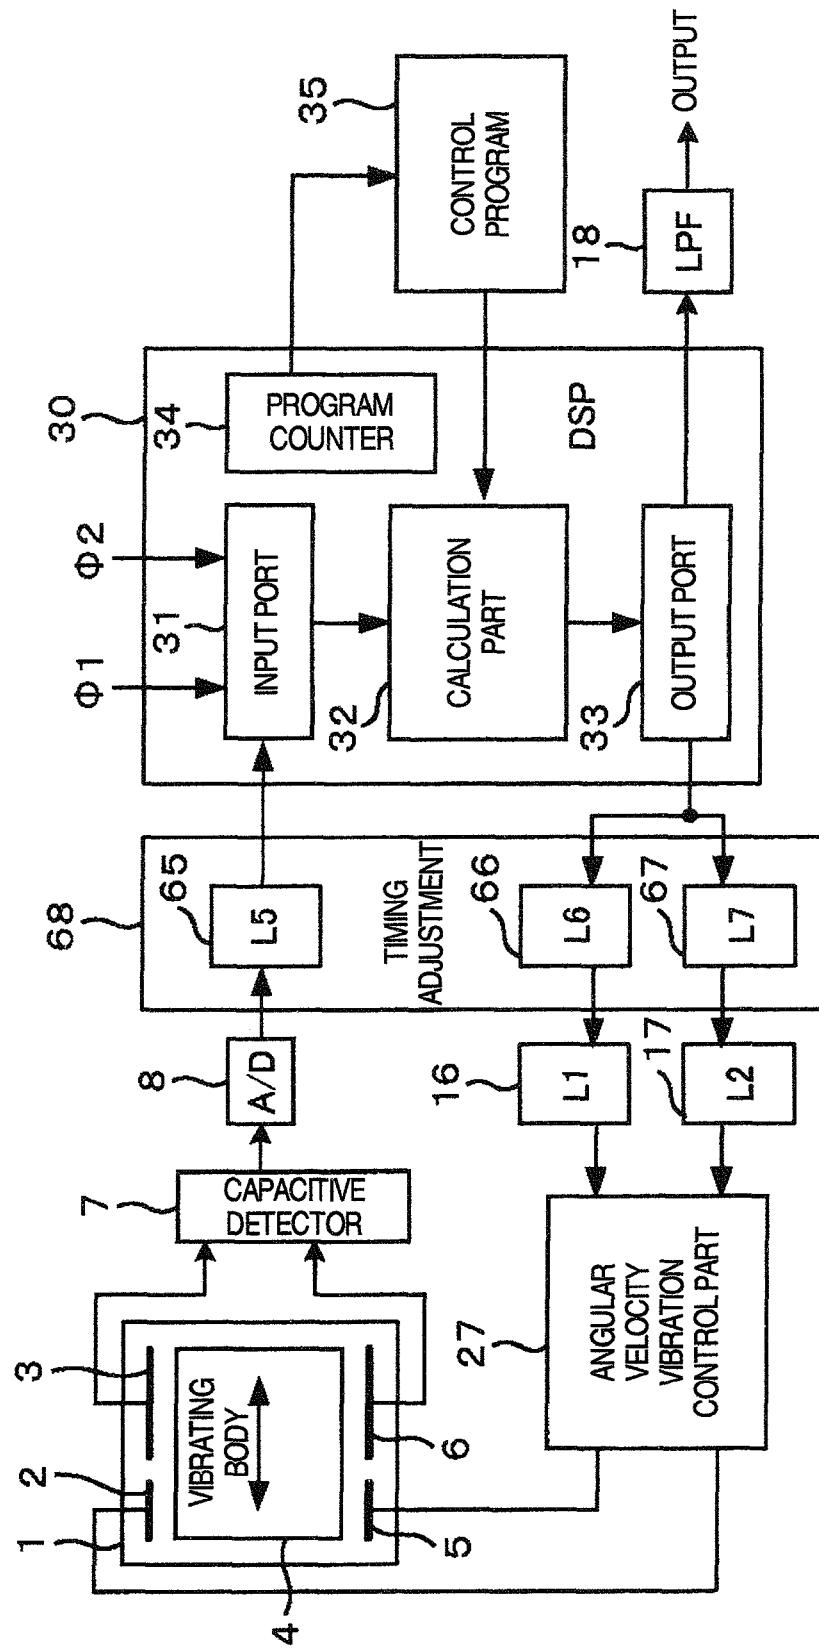 1
2
3
VIBRATING
BODY
4
5
6
7
CAPACITIVE
DETECTOR
8
A/D
68
65
L5
TIMING
ADJUSTMENT
66
L6
67
L7
16
L1
17
L2
27
ANGULAR
VELOCITY
VIBRATION
CONTROL PART
30
Φ1
Φ2
31
INPUT PORT
34
PROGRAM
COUNTER
32
CALCULATION
PART
DSP
33
OUTPUT PORT
35
CONTROL
PROGRAM
18
LPF
OUTPUT